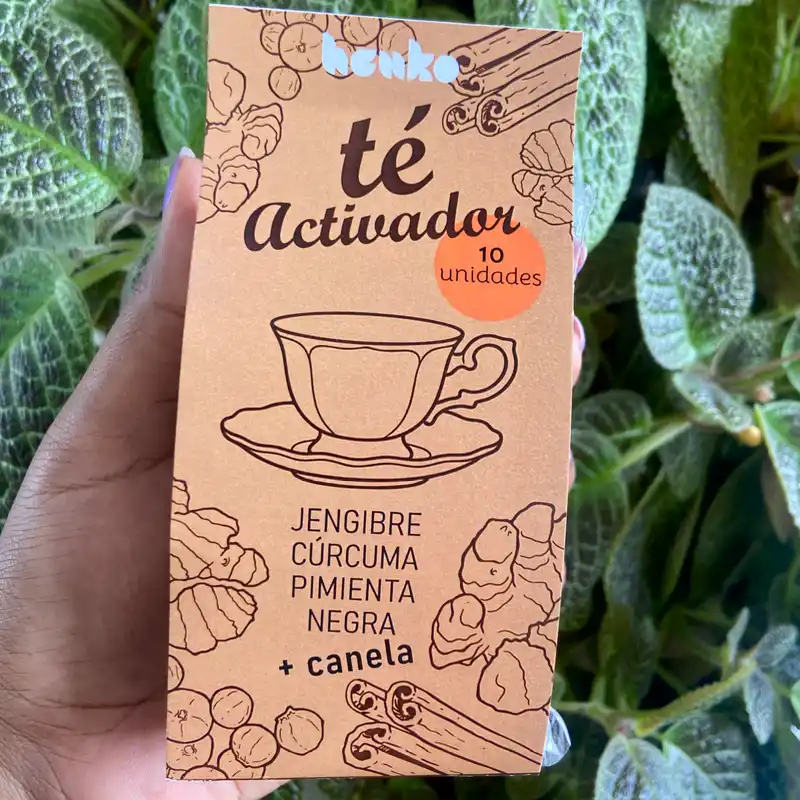 henko
té
Activador
10
unidades
JENGIBRE
CÚRCUMA
PIMIENTA
NEGRA
+ canela